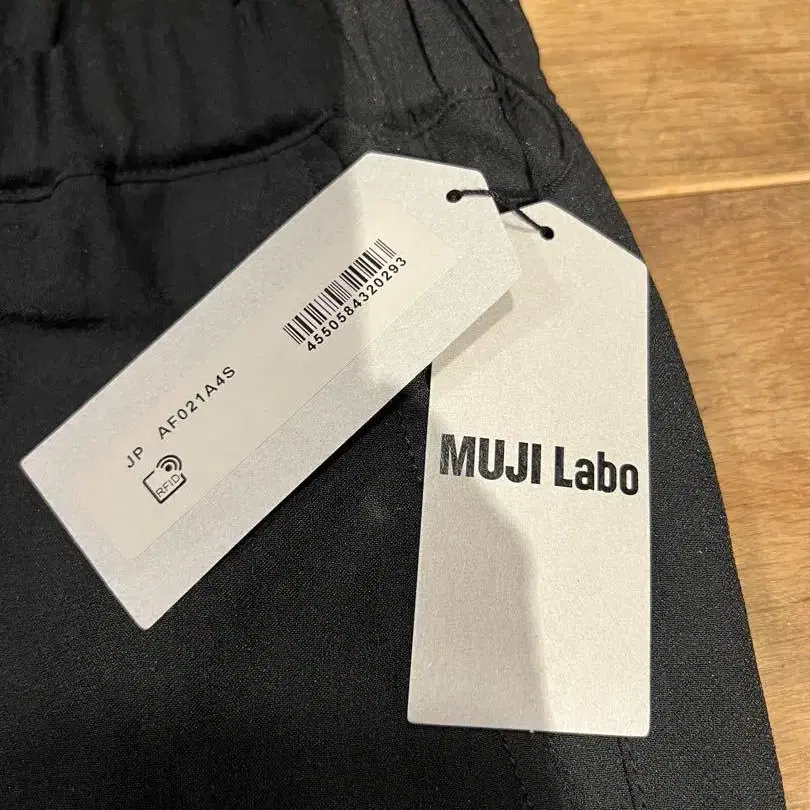 4550584320293
JP AF021A4S
RFID
MUJI Labo